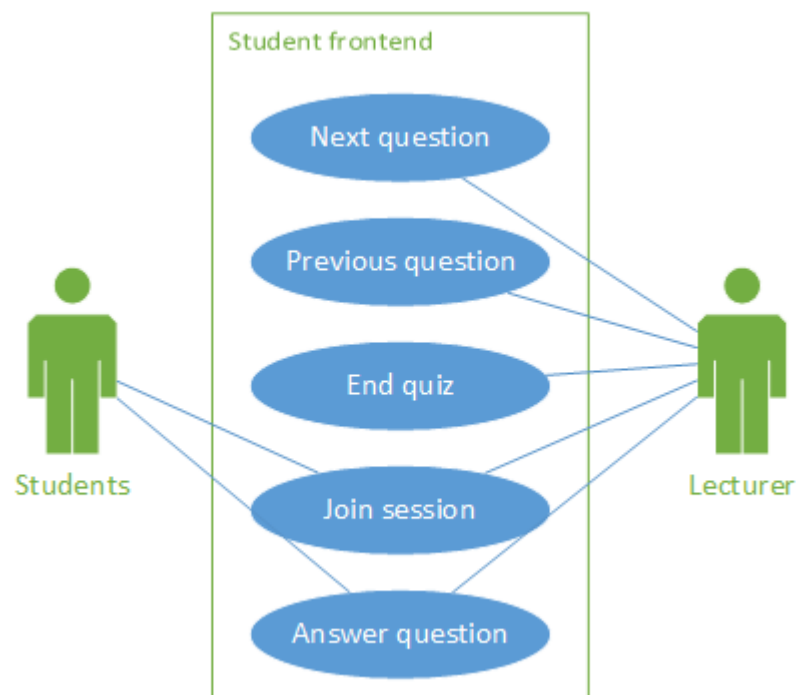 Student frontend
Next question
Previous question
End quiz
Students
Lecturer
Join session
Answer question